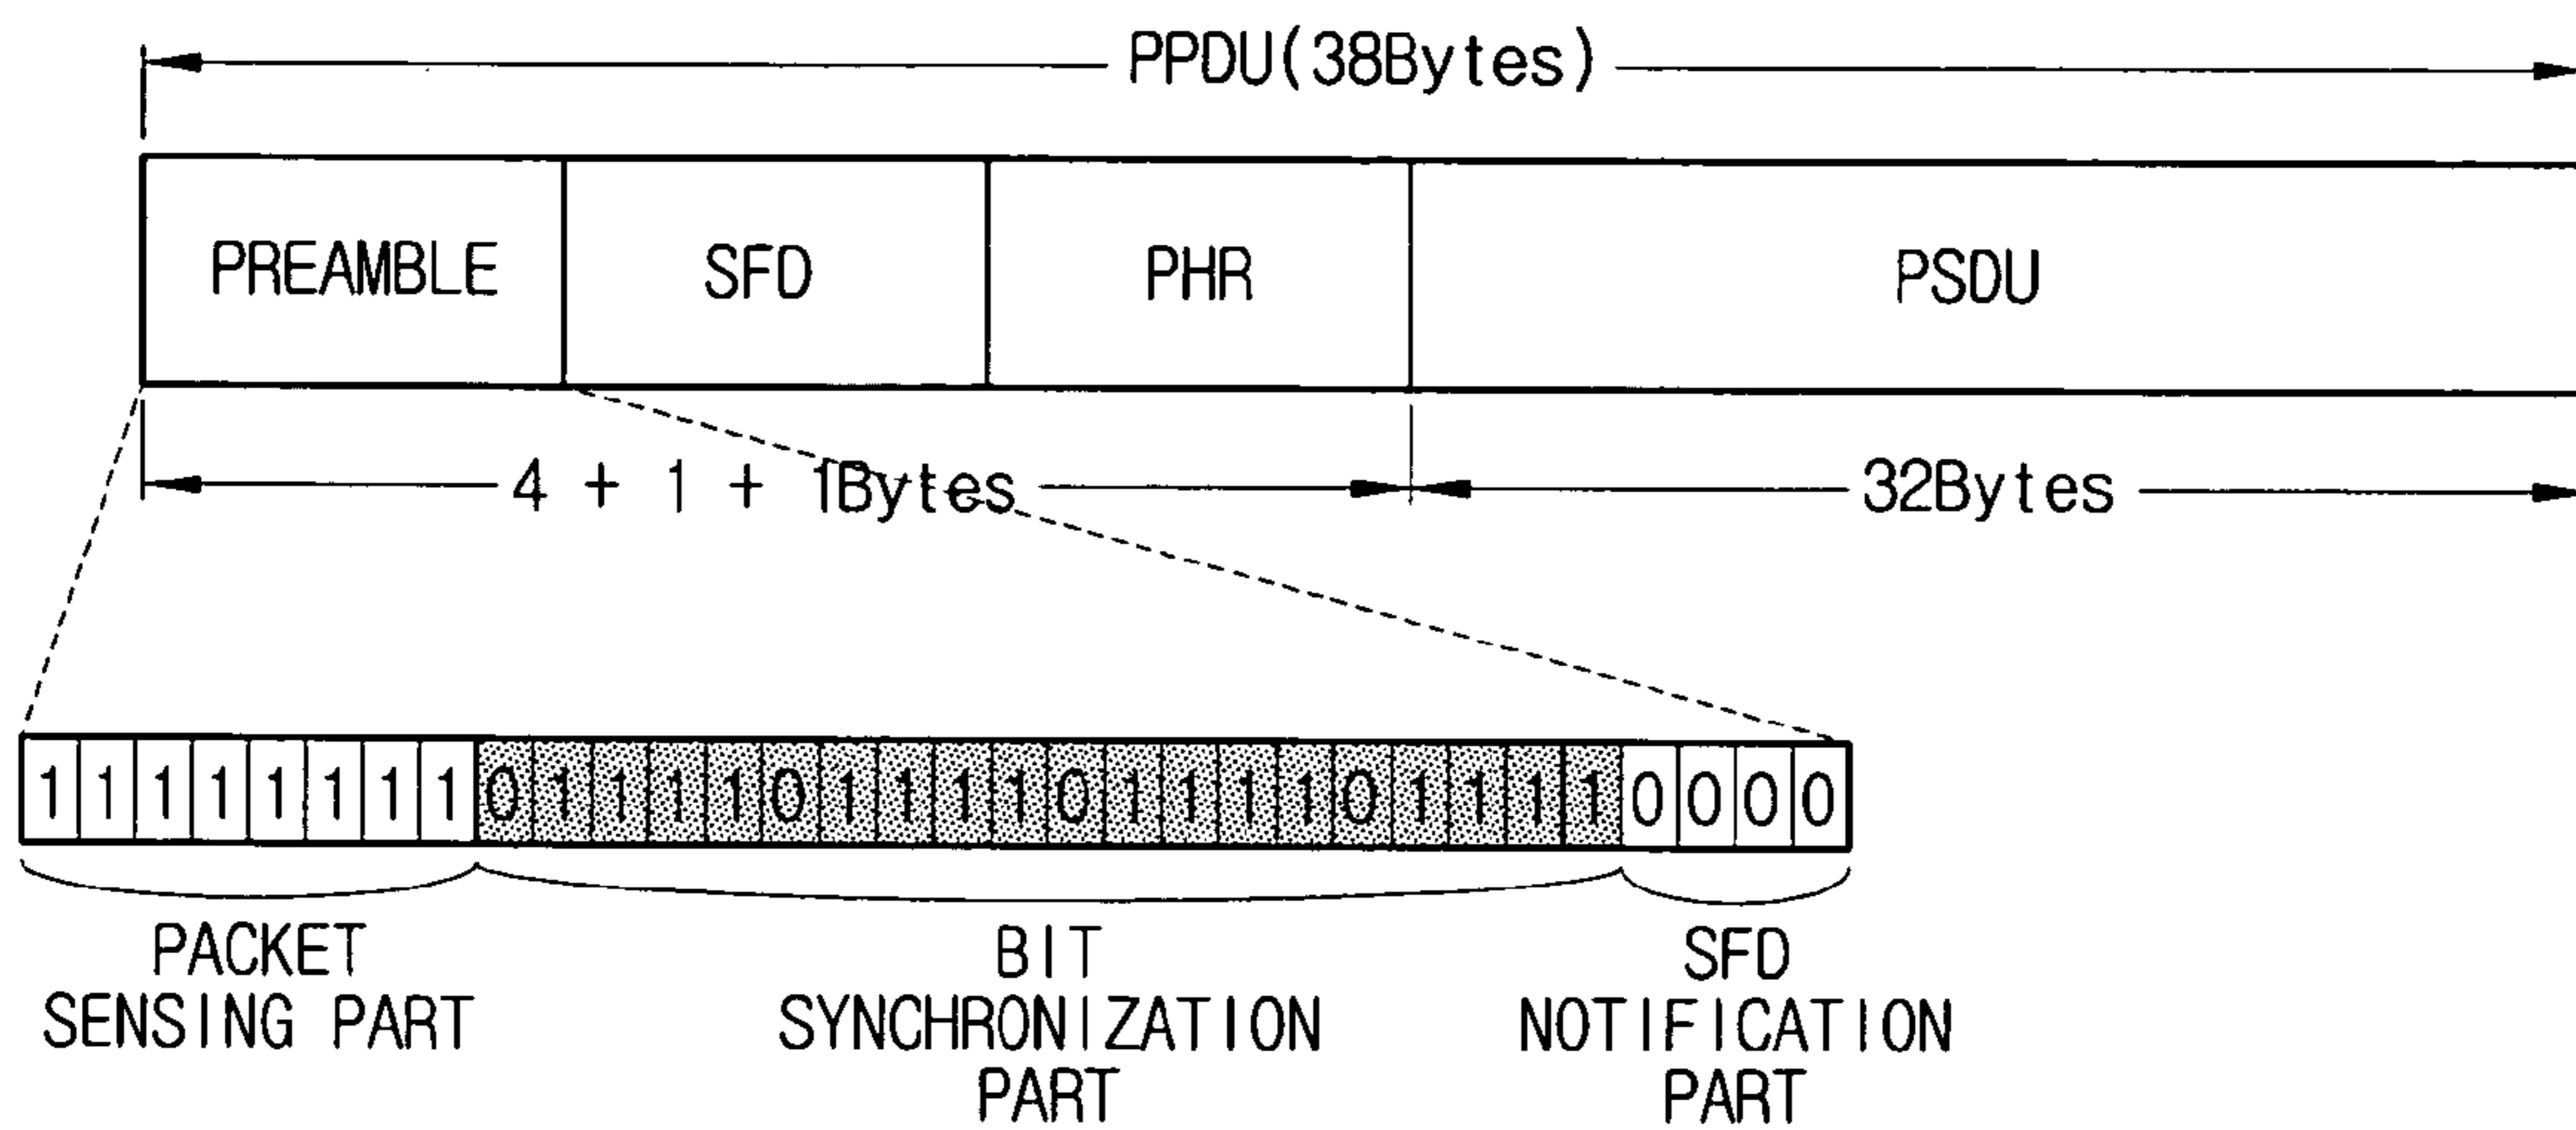 PPDU(38Bytes)
PREAMBLE SFD PHR PSDU
4 + 1 + 1Bytes 32Bytes
1 1 1 1 1 1 1 1 0 1 1 1 1 0 1 1 1 1 0 1 1 1 1 0 1 1 1 1 0 0 0 0
PACKET BIT SFD
SENSING PART SYNCHRONIZATION NOTIFICATION
PART PART